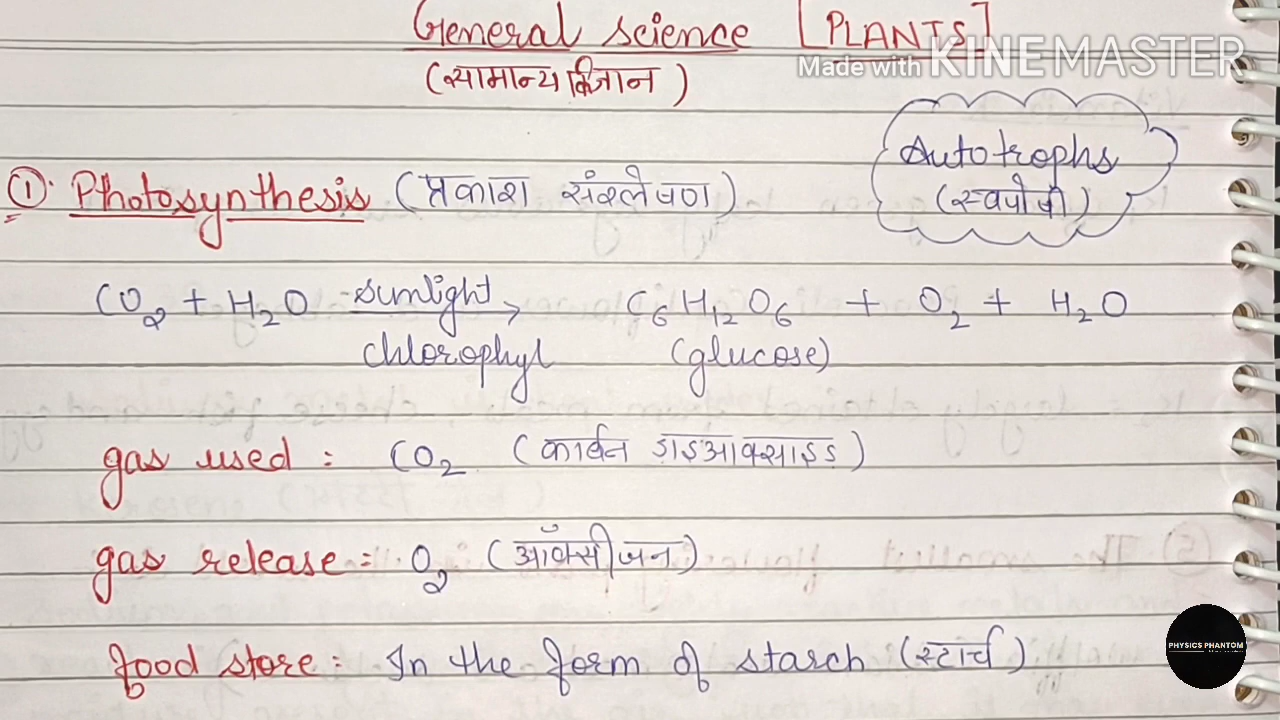 General science [PLANTS]
Made with KINEMASTER
(सामान्य विज्ञान)
Autotrophs
(स्वपोषी)
①. Photosynthesis (प्रकाश संश्लेषण)
CO2 + H2O sunlight → C6H12O6 + O2 + H2O
chlorophyl (glucose)
gas used : CO2 (कार्बन डाइआक्साइड)
gas release = O2 (ऑक्सीजन)
food store : In the form of starch (स्टार्च)
PHYSICS PHANTOM